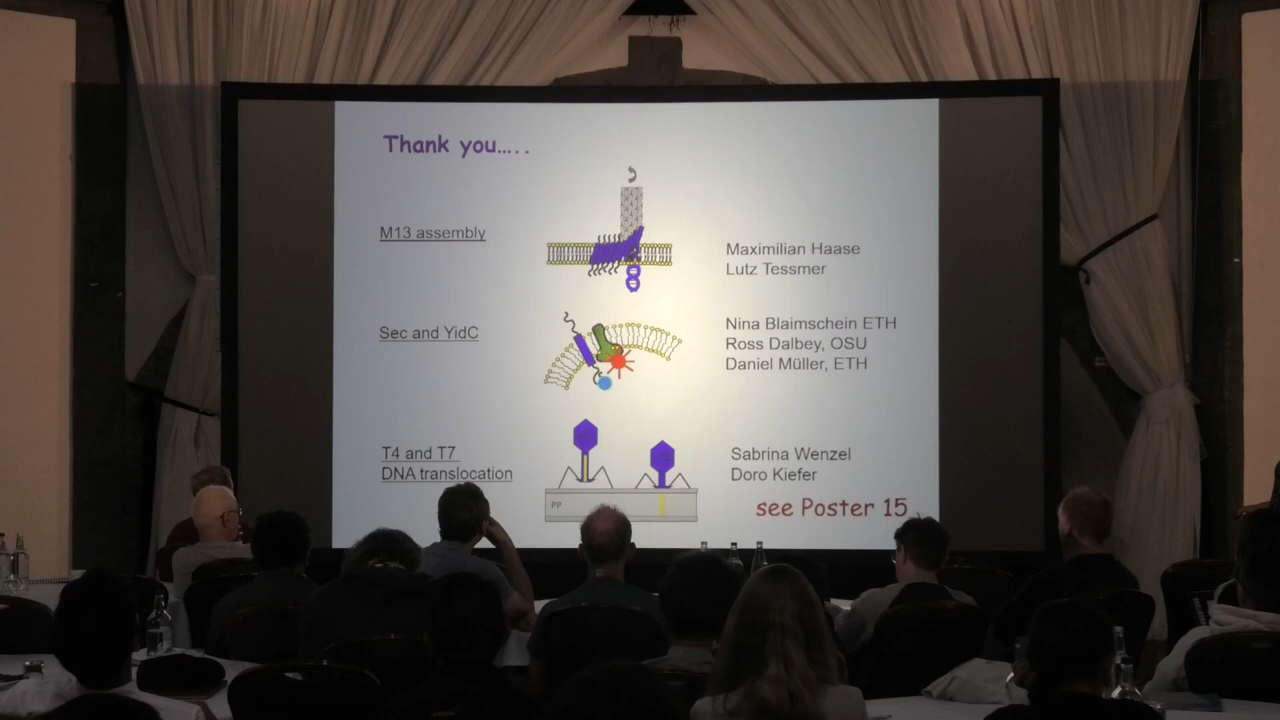 Thank you.....
M13 assembly
Maximilian Haase
Lutz Tessmer
Sec and YidC
Nina Blaimschein ETH
Ross Dalbey, OSU
Daniel Müller, ETH
T4 and T7
DNA translocation
Sabrina Wenzel
Doro Kiefer
PP
see Poster 15